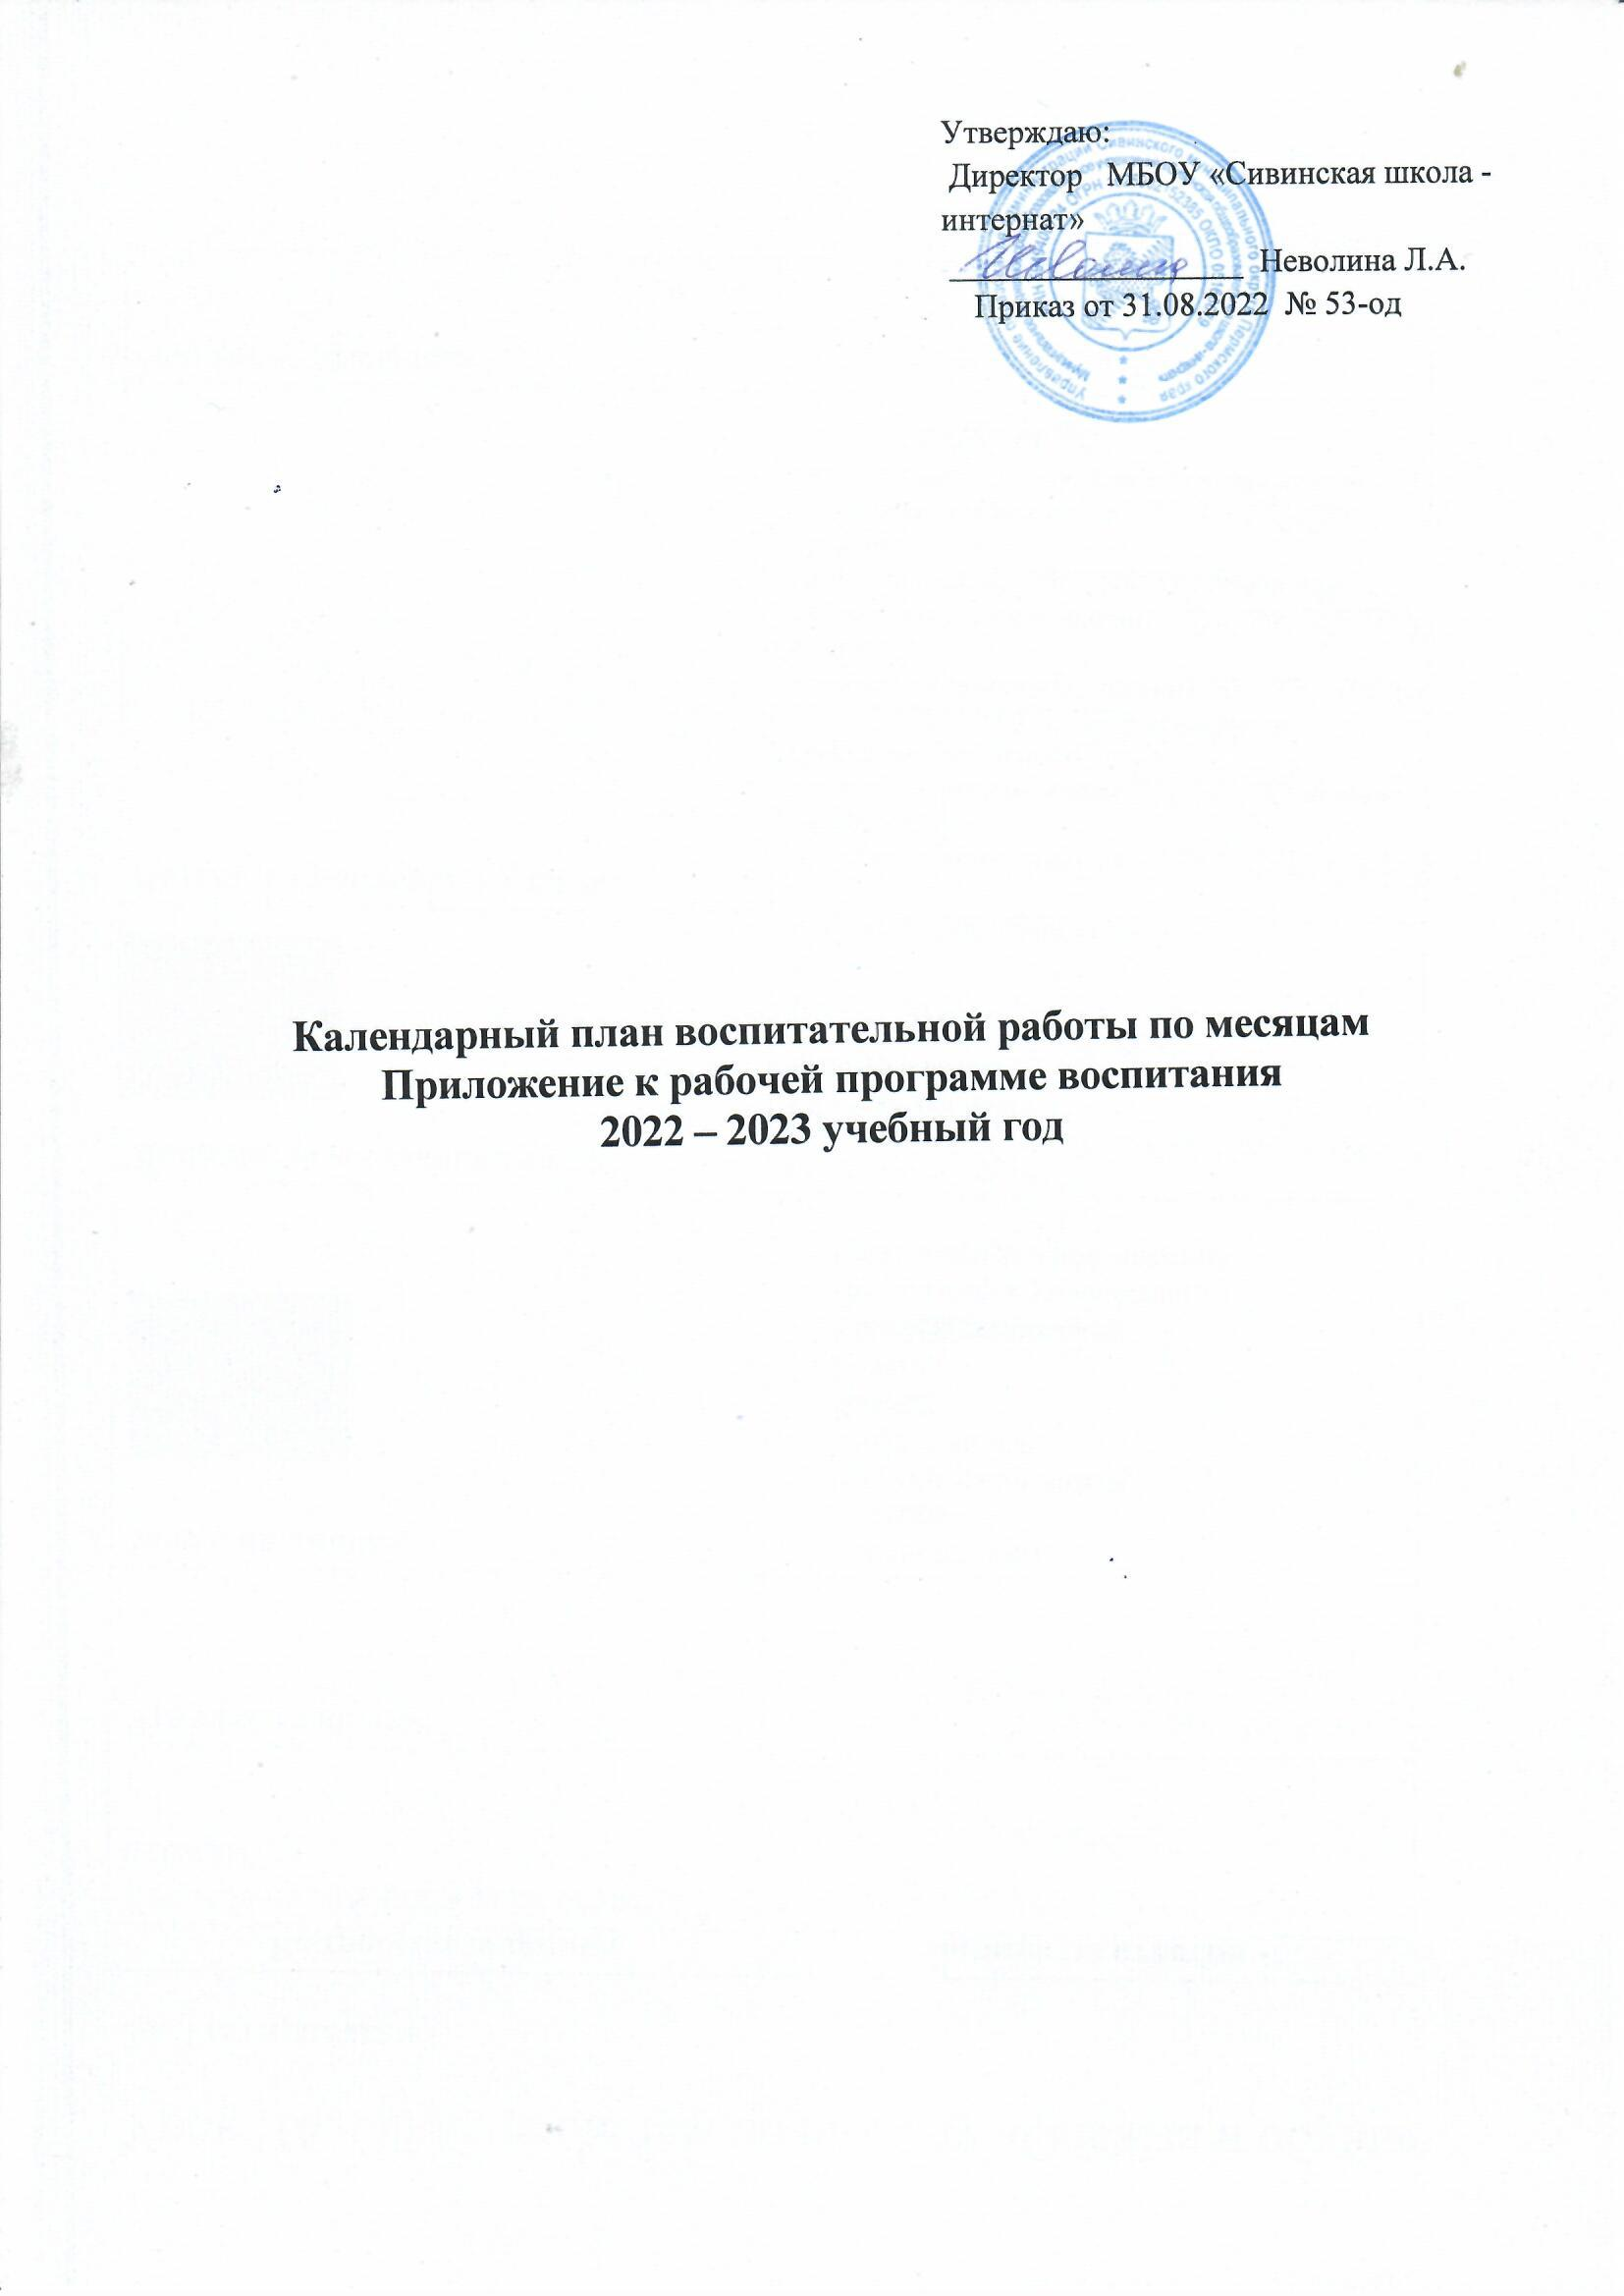 Утверждаю:
Директор МБОУ «Сивинская школа -
интернат»
Неволина Л.А.
Приказ от 31.08.2022 № 53-од
Календарный план воспитательной работы по месяцам
Приложение к рабочей программе воспитания
2022 – 2023 учебный год